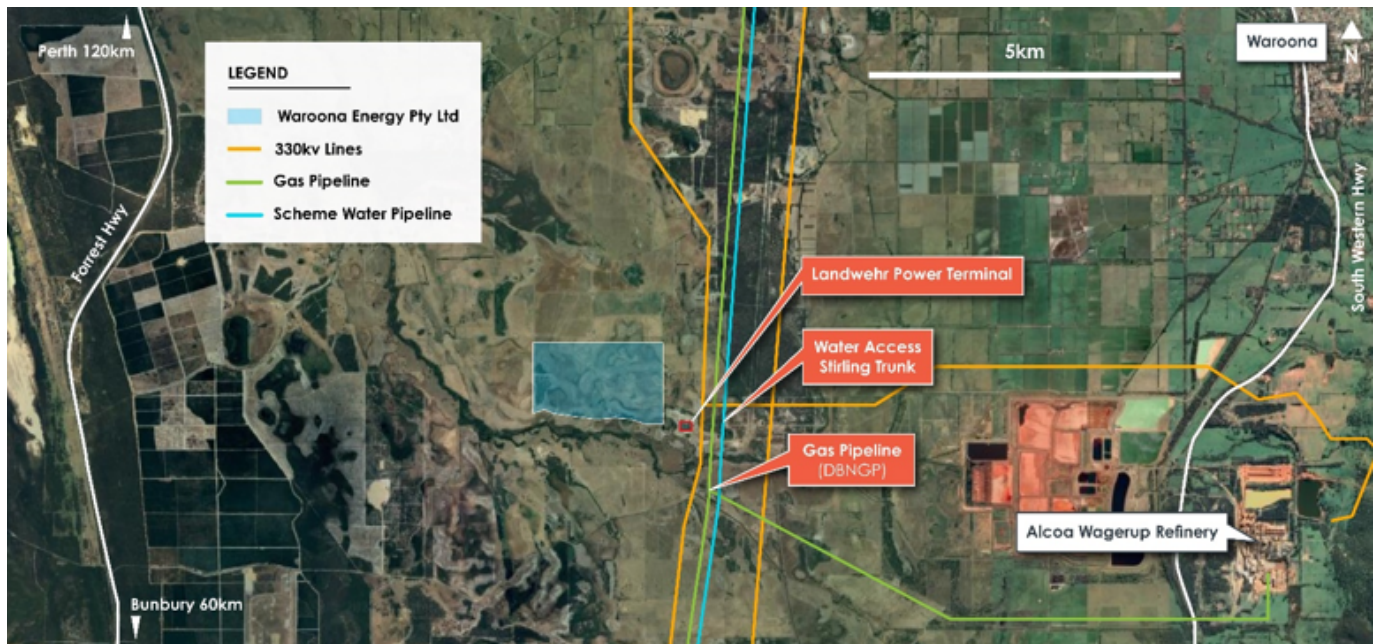 Perth 120km
LEGEND
Waroona Energy Pty Ltd
330kv Lines
Gas Pipeline
Scheme Water Pipeline
5km
Waroona
N
Forrest Hwy
South Western Hwy
Landwehr Power Terminal
Water Access
Stirling Trunk
Gas Pipeline
(DBNGP)
Alcoa Wagerup Refinery
Bunbury 60km